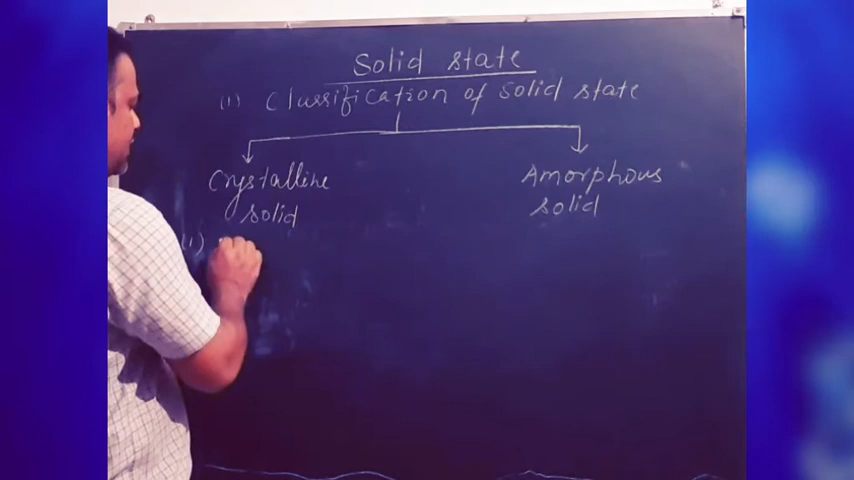 Solid state
(1) Classification of Solid state
Crystalline
solid
Amorphous
solid
(1)